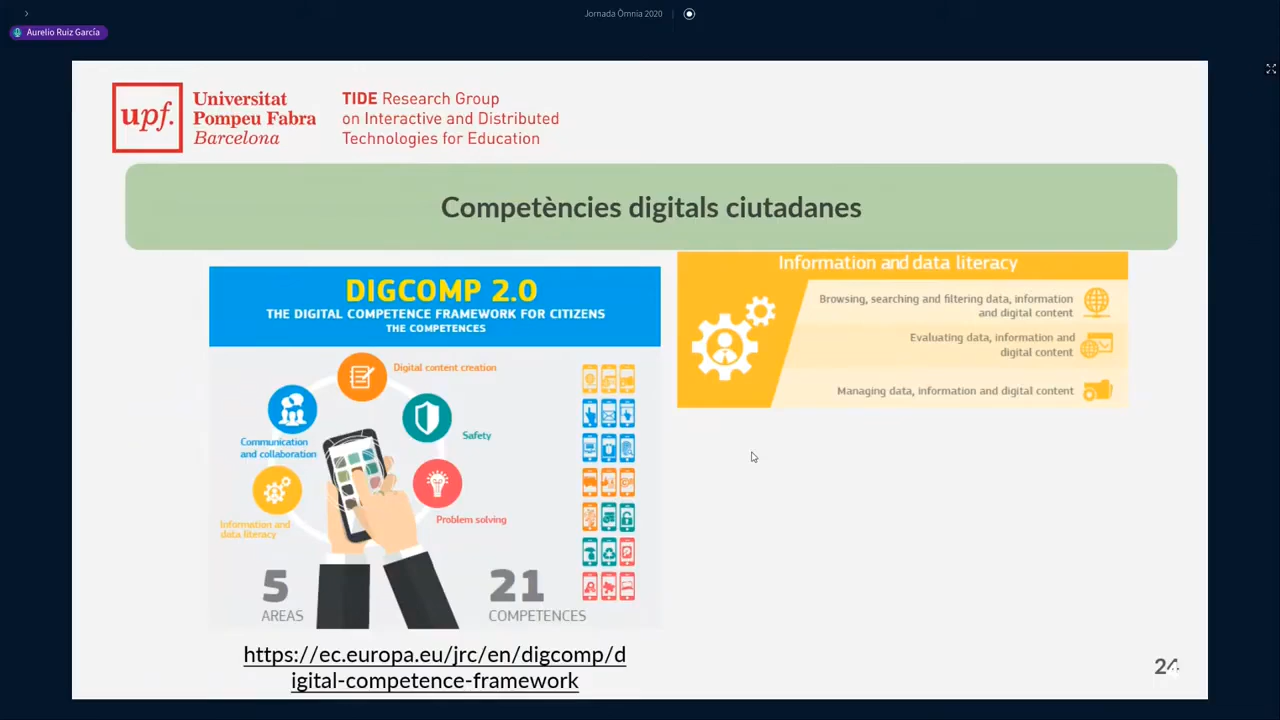 Jornada Òmnia 2020
Aurelio Ruiz García
upf.
Universitat
Pompeu Fabra
Barcelona
TIDE Research Group
on Interactive and Distributed
Technologies for Education
Competències digitals ciutadanes
DIGCOMP 2.0
THE DIGITAL COMPETENCE FRAMEWORK FOR CITIZENS
THE COMPETENCES
Digital content creation
Communication
and collaboration
Safety
Information and
data literacy
Problem solving
5
AREAS
21
COMPETENCES
https://ec.europa.eu/jrc/en/digcomp/d
igital-competence-framework
Information and data literacy
Browsing, searching and filtering data, information
and digital content
Evaluating data, information and
digital content
Managing data, information and digital content
24